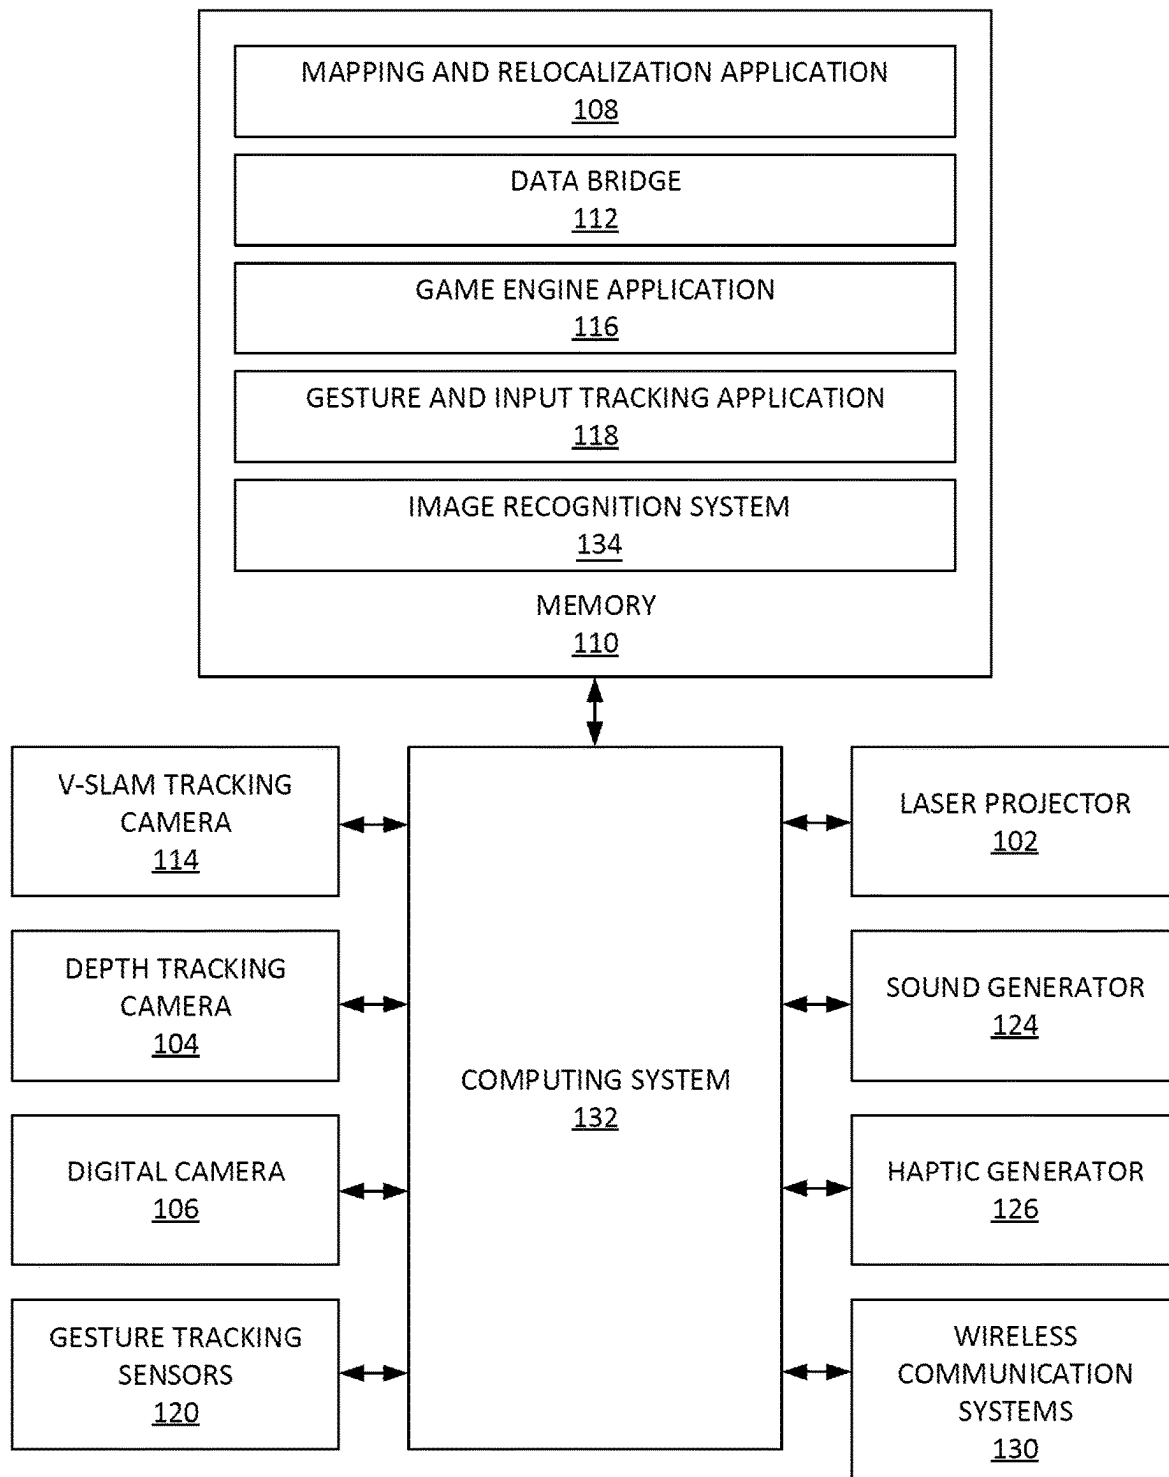 MAPPING AND RELOCALIZATION APPLICATION
108
DATA BRIDGE
112
GAME ENGINE APPLICATION
116
GESTURE AND INPUT TRACKING APPLICATION
118
IMAGE RECOGNITION SYSTEM
134
MEMORY
110
V-SLAM TRACKING
CAMERA
114
DEPTH TRACKING
CAMERA
104
DIGITAL CAMERA
106
GESTURE TRACKING
SENSORS
120
COMPUTING SYSTEM
132
LASER PROJECTOR
102
SOUND GENERATOR
124
HAPTIC GENERATOR
126
WIRELESS
COMMUNICATION
SYSTEMS
130